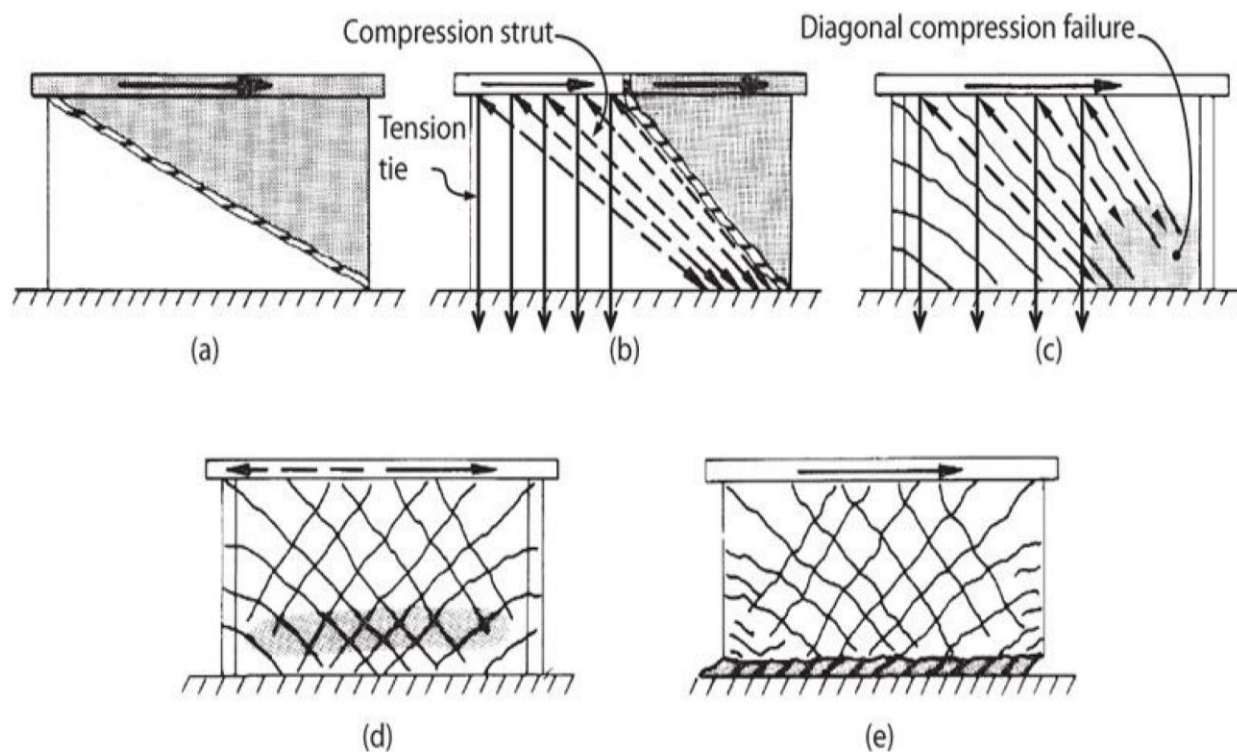 Compression strut
Diagonal compression failure
Tension
tie
(a)
(b)
(c)
(d)
(e)